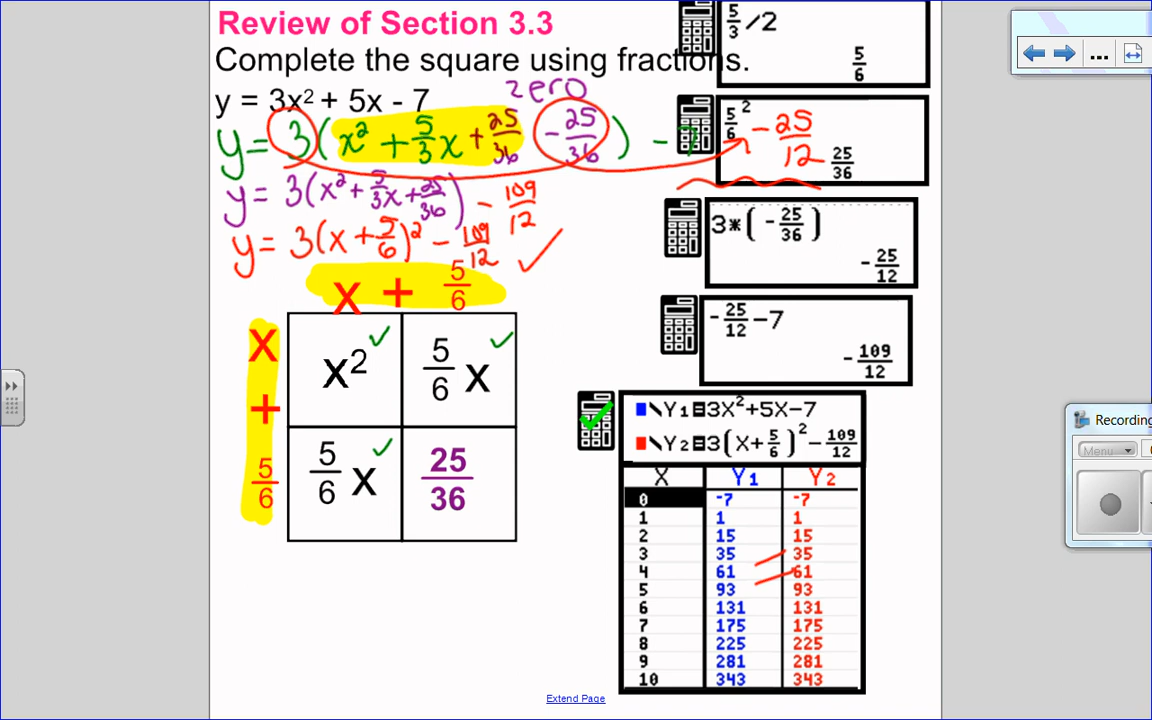 Review of Section 3.3
Complete the square using fractions.
zero
y = 3x² + 5x - 7
y = 3(x² + 5/3x + 25/36 - 25/36) - 7
y = 3(x² + 5/3x + 25/36) - 109/12
y = 3(x + 5/6)² - 109/12
x + 5/6
x + 5/6
x² 5/6 x
5/6 x 25/36
5/3 /2
5/6
5/6² - 25/12
25/36
3*(-25/36)
-25/12
-25/12 -7
-109/12
\Y1=3X²+5X-7
\Y2=3(X+5/6)²-109/12
X Y1 Y2
0 -7 -7
1 1 1
2 15 15
3 35 35
4 61 61
5 93 93
6 131 131
7 175 175
8 225 225
9 281 281
10 343 343
Extend Page
...
Recording
Menu